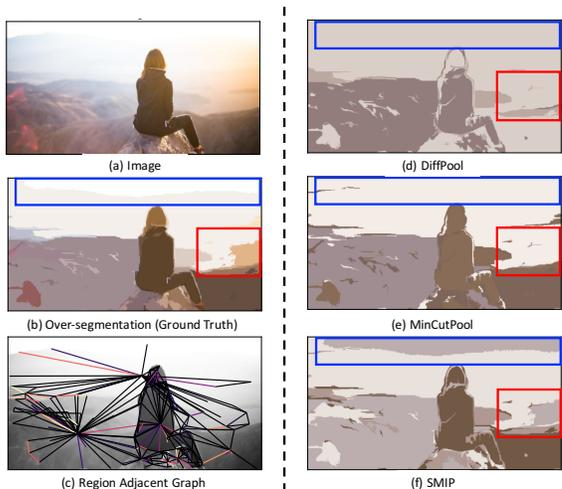 (a) Image
(b) Over-segmentation (Ground Truth)
(c) Region Adjacent Graph
(d) DiffPool
(e) MinCutPool
(f) SMIP